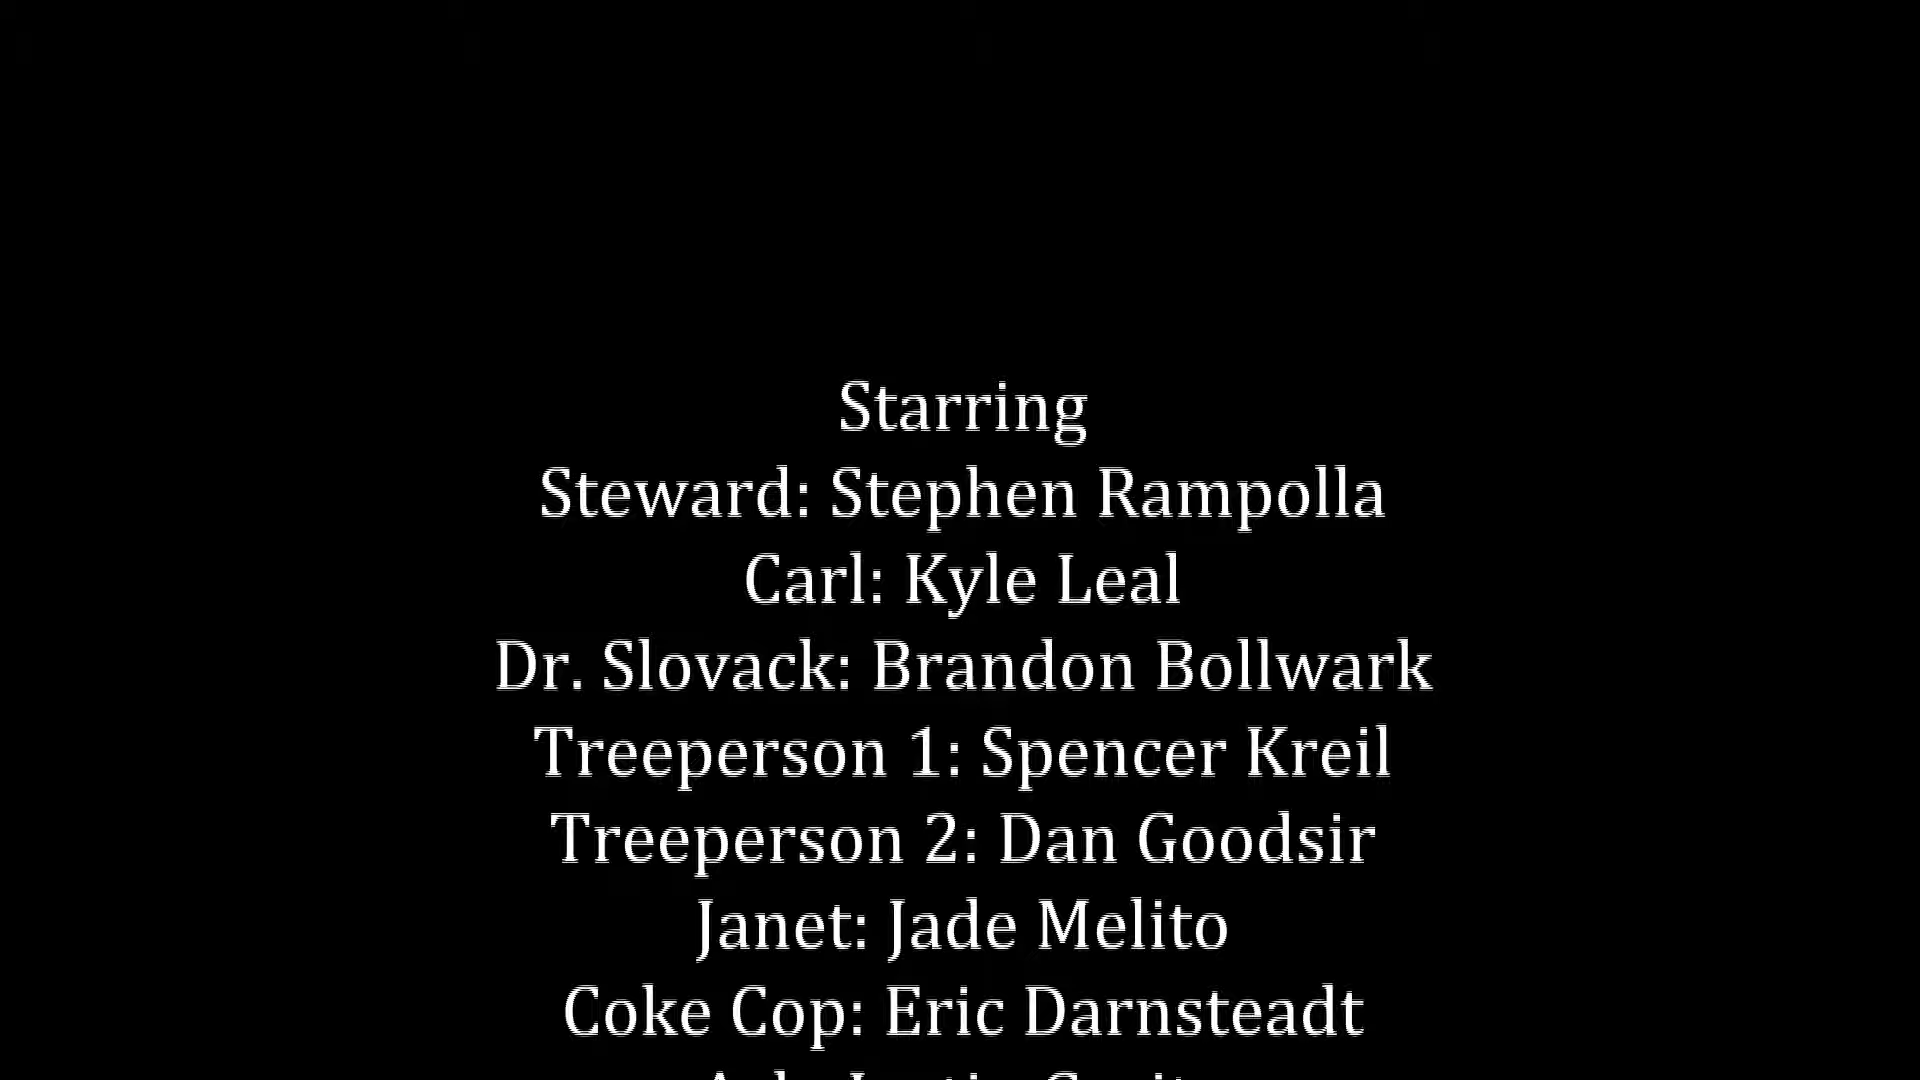 Starring
Steward: Stephen Rampolla
Carl: Kyle Leal
Dr. Slovack: Brandon Bollwark
Treeperson 1: Spencer Kreil
Treeperson 2: Dan Goodsir
Janet: Jade Melito
Coke Cop: Eric Darnsteadt